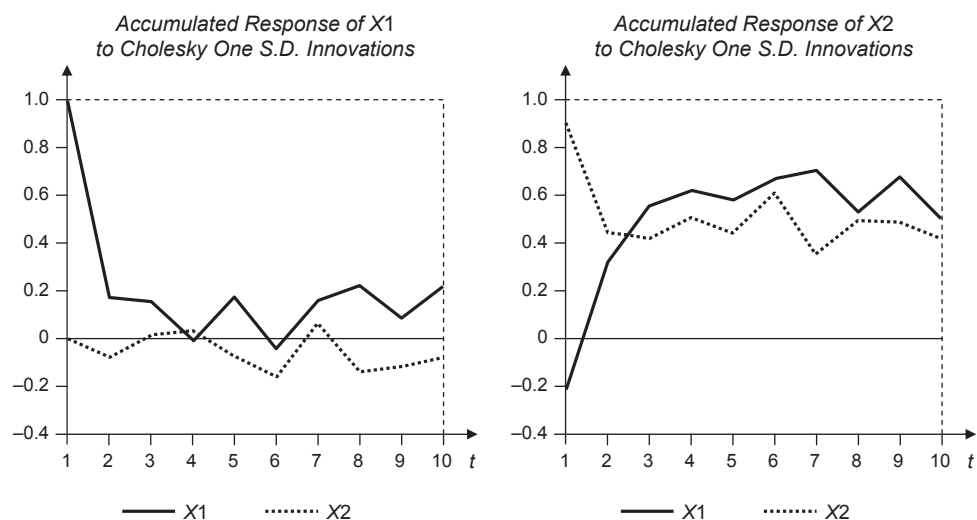 Accumulated Response of X1
to Cholesky One S.D. Innovations
1.0
0.8
0.6
0.4
0.2
0
–0.2
–0.4
1 2 3 4 5 6 7 8 9 10 t
X1 X2
Accumulated Response of X2
to Cholesky One S.D. Innovations
1.0
0.8
0.6
0.4
0.2
0
–0.2
–0.4
1 2 3 4 5 6 7 8 9 10 t
X1 X2